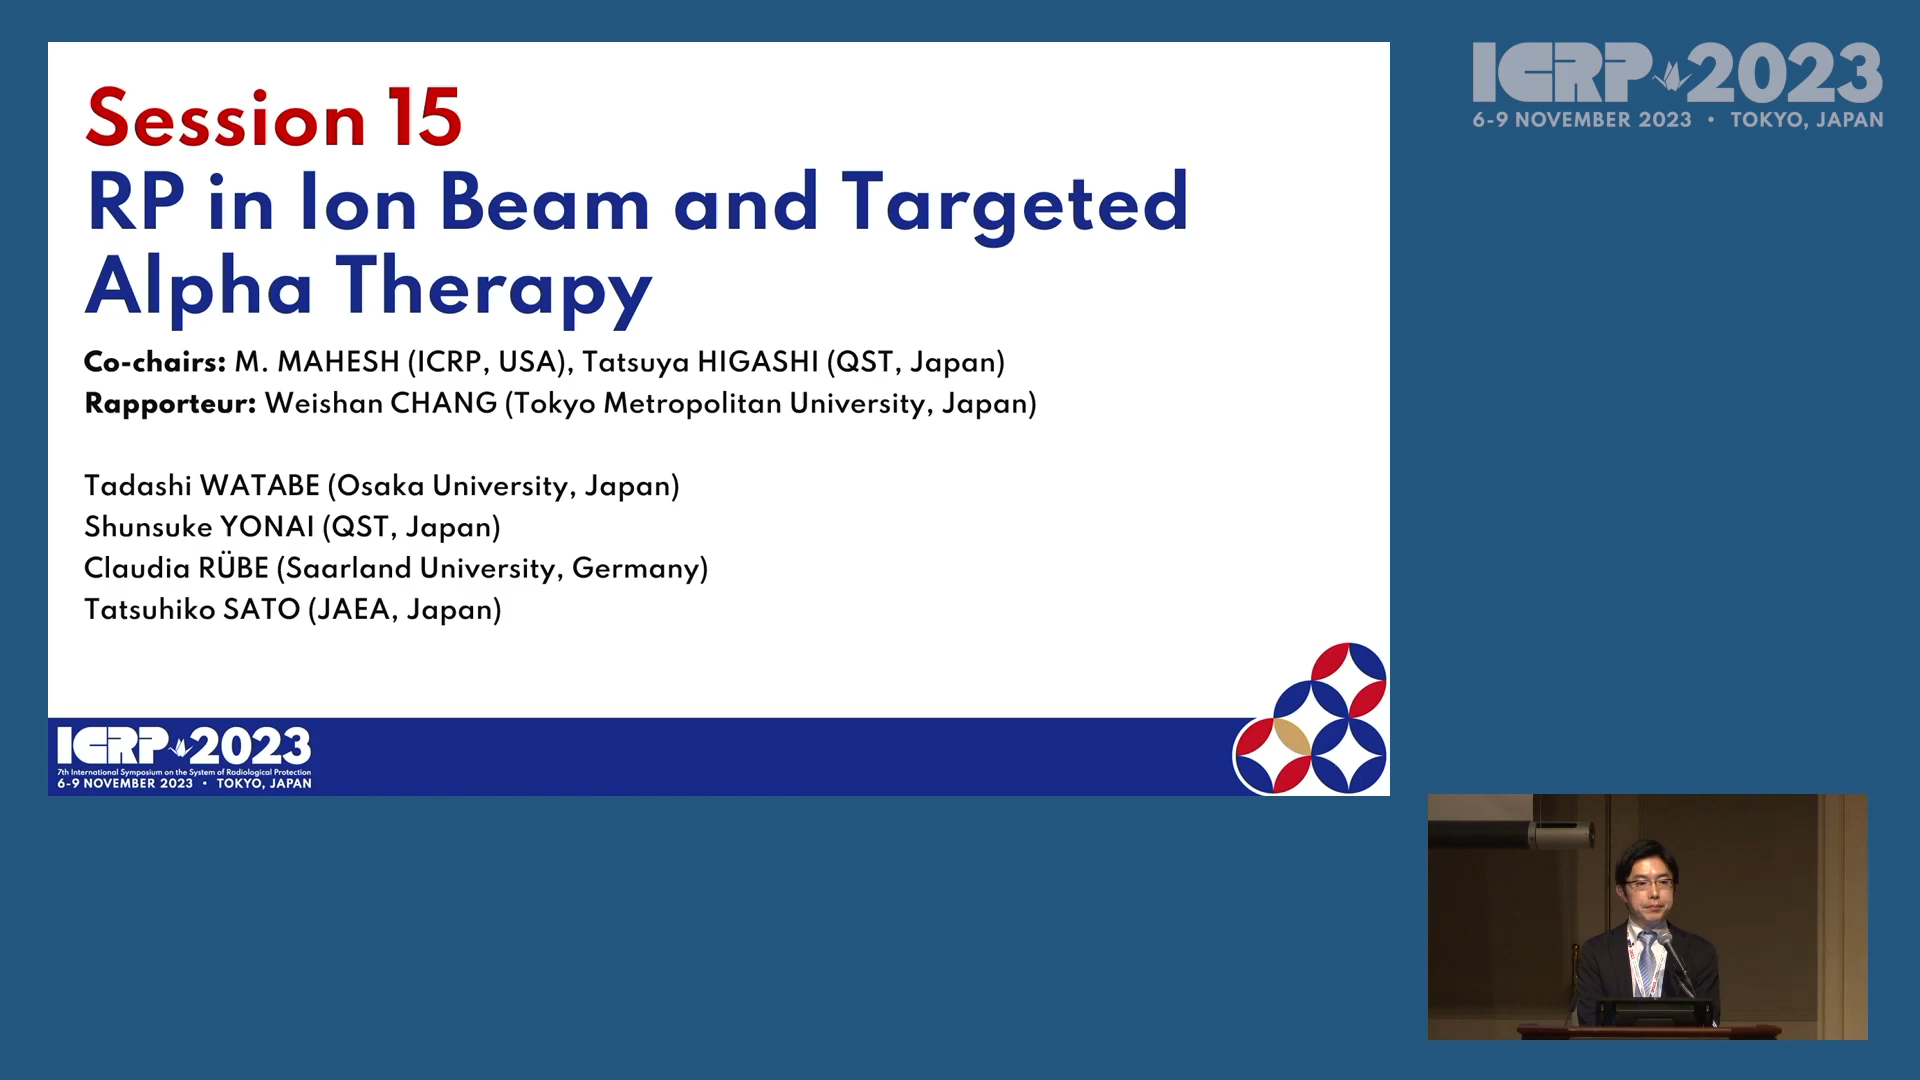 Session 15
RP in Ion Beam and Targeted
Alpha Therapy
Co-chairs: M. MAHESH (ICRP, USA), Tatsuya HIGASHI (QST, Japan)
Rapporteur: Weishan CHANG (Tokyo Metropolitan University, Japan)
Tadashi WATABE (Osaka University, Japan)
Shunsuke YONAI (QST, Japan)
Claudia RÜBE (Saarland University, Germany)
Tatsuhiko SATO (JAEA, Japan)
ICRP 2023
7th International Symposium on the System of Radiological Protection
6-9 NOVEMBER 2023 • TOKYO, JAPAN
ICRP 2023
6-9 NOVEMBER 2023 • TOKYO, JAPAN